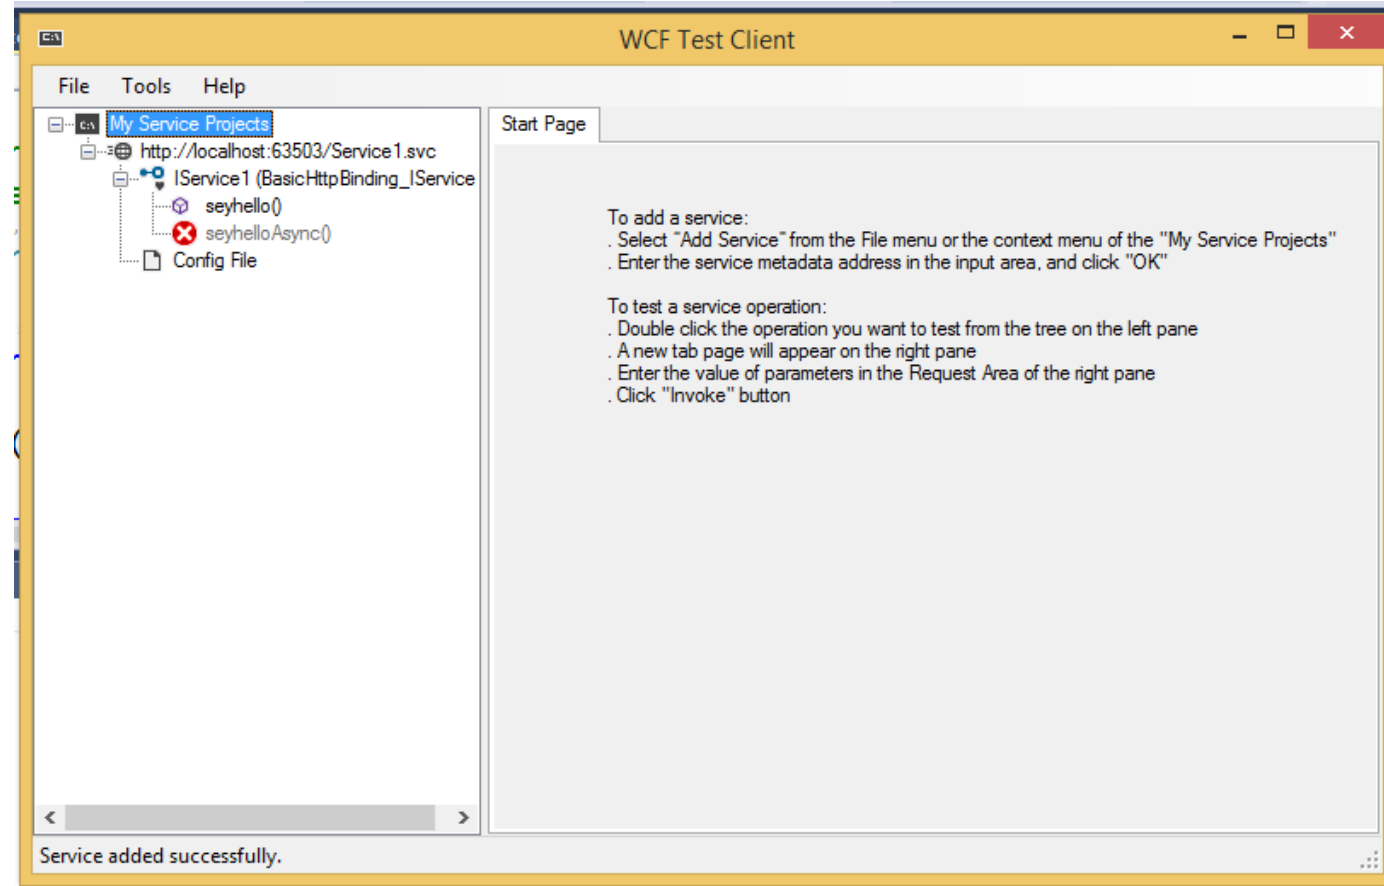 WCF Test Client
File Tools Help
My Service Projects
http://localhost:63503/Service1.svc
IService1 (BasicHttpBinding_IService
seyhello()
seyhelloAsync()
Config File
Start Page
To add a service:
. Select "Add Service" from the File menu or the context menu of the "My Service Projects"
. Enter the service metadata address in the input area, and click "OK"
To test a service operation:
. Double click the operation you want to test from the tree on the left pane
. A new tab page will appear on the right pane
. Enter the value of parameters in the Request Area of the right pane
. Click "Invoke" button
Service added successfully.